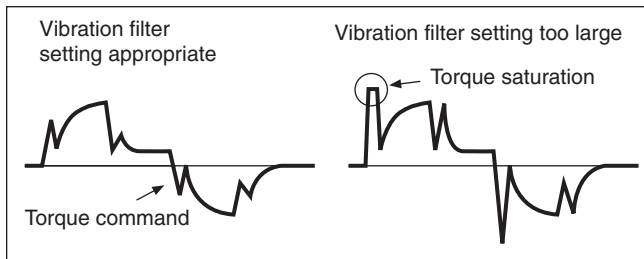 Vibration filter
setting appropriate
Torque command
Vibration filter setting too large
Torque saturation